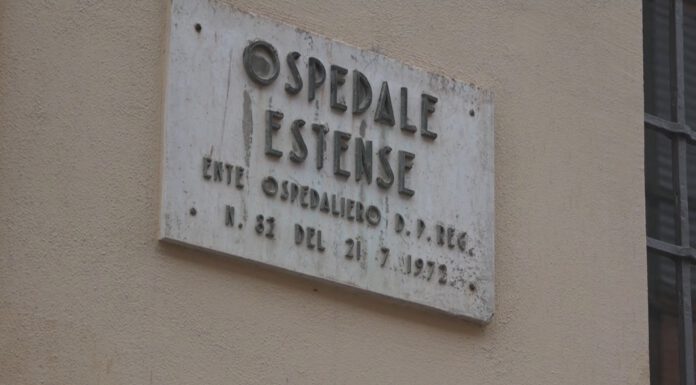 OSPEDALE
ESTENSE
ENTE OSPEDALIERO D.P.REG.
N. 82 DEL 21.7.1972